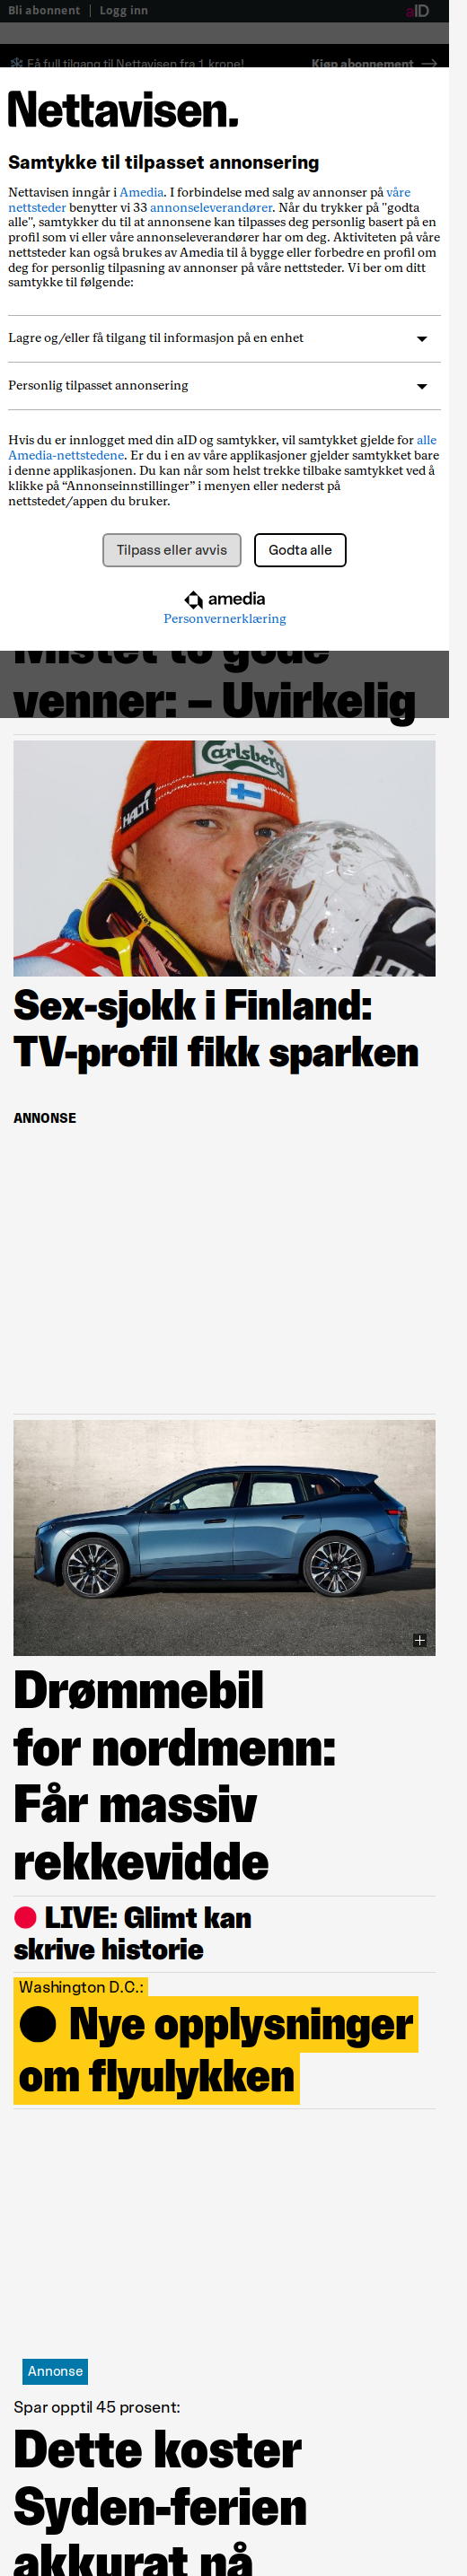 Bli abonnent
Logg inn
aID
Få full tilgang til Nettavisen fra 1 krone!
Kjøp abonnement
Nettavisen.
Samtykke til tilpasset annonsering
Nettavisen inngår i Amedia. I forbindelse med salg av annonser på våre
nettsteder benytter vi 33 annonseleverandører. Når du trykker på "godta
alle", samtykker du til at annonsene kan tilpasses deg personlig basert på en
profil som vi eller våre annonseleverandører har om deg. Aktiviteten på våre
nettsteder kan også brukes av Amedia til å bygge eller forbedre en profil om
deg for personlig tilpasning av annonser på våre nettsteder. Vi ber om ditt
samtykke til følgende:
Lagre og/eller få tilgang til informasjon på en enhet
Personlig tilpasset annonsering
Hvis du er innlogget med din aID og samtykker, vil samtykket gjelde for alle
Amedia-nettstedene. Er du i en av våre applikasjoner gjelder samtykket bare
i denne applikasjonen. Du kan når som helst trekke tilbake samtykket ved å
klikke på “Annonseinnstillinger” i menyen eller nederst på
nettstedet/appen du bruker.
Tilpass eller avvis
Godta alle
amedia
Personvernerklæring
Mistet to gode
venner: – Uvirkelig
Carlsberg
HALTI
Sex-sjokk i Finland:
TV-profil fikk sparken
ANNONSE
Drømmebil
for nordmenn:
Får massiv
rekkevidde
LIVE: Glimt kan
skrive historie
Washington D.C.:
Nye opplysninger
om flyulykken
Annonse
Spar opptil 45 prosent:
Dette koster
Syden-ferien
akkurat nå